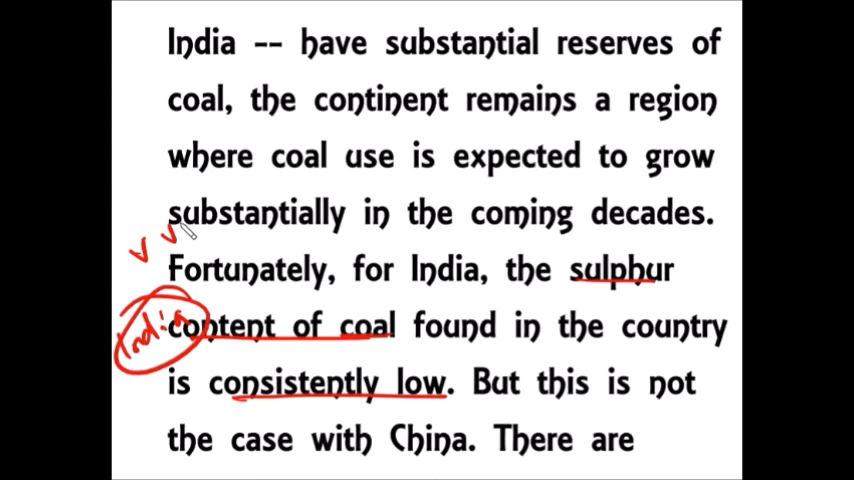 India -- have substantial reserves of
coal, the continent remains a region
where coal use is expected to grow
substantially in the coming decades.
Fortunately, for India, the sulphur
India
content of coal found in the country
is consistently low. But this is not
the case with China. There are